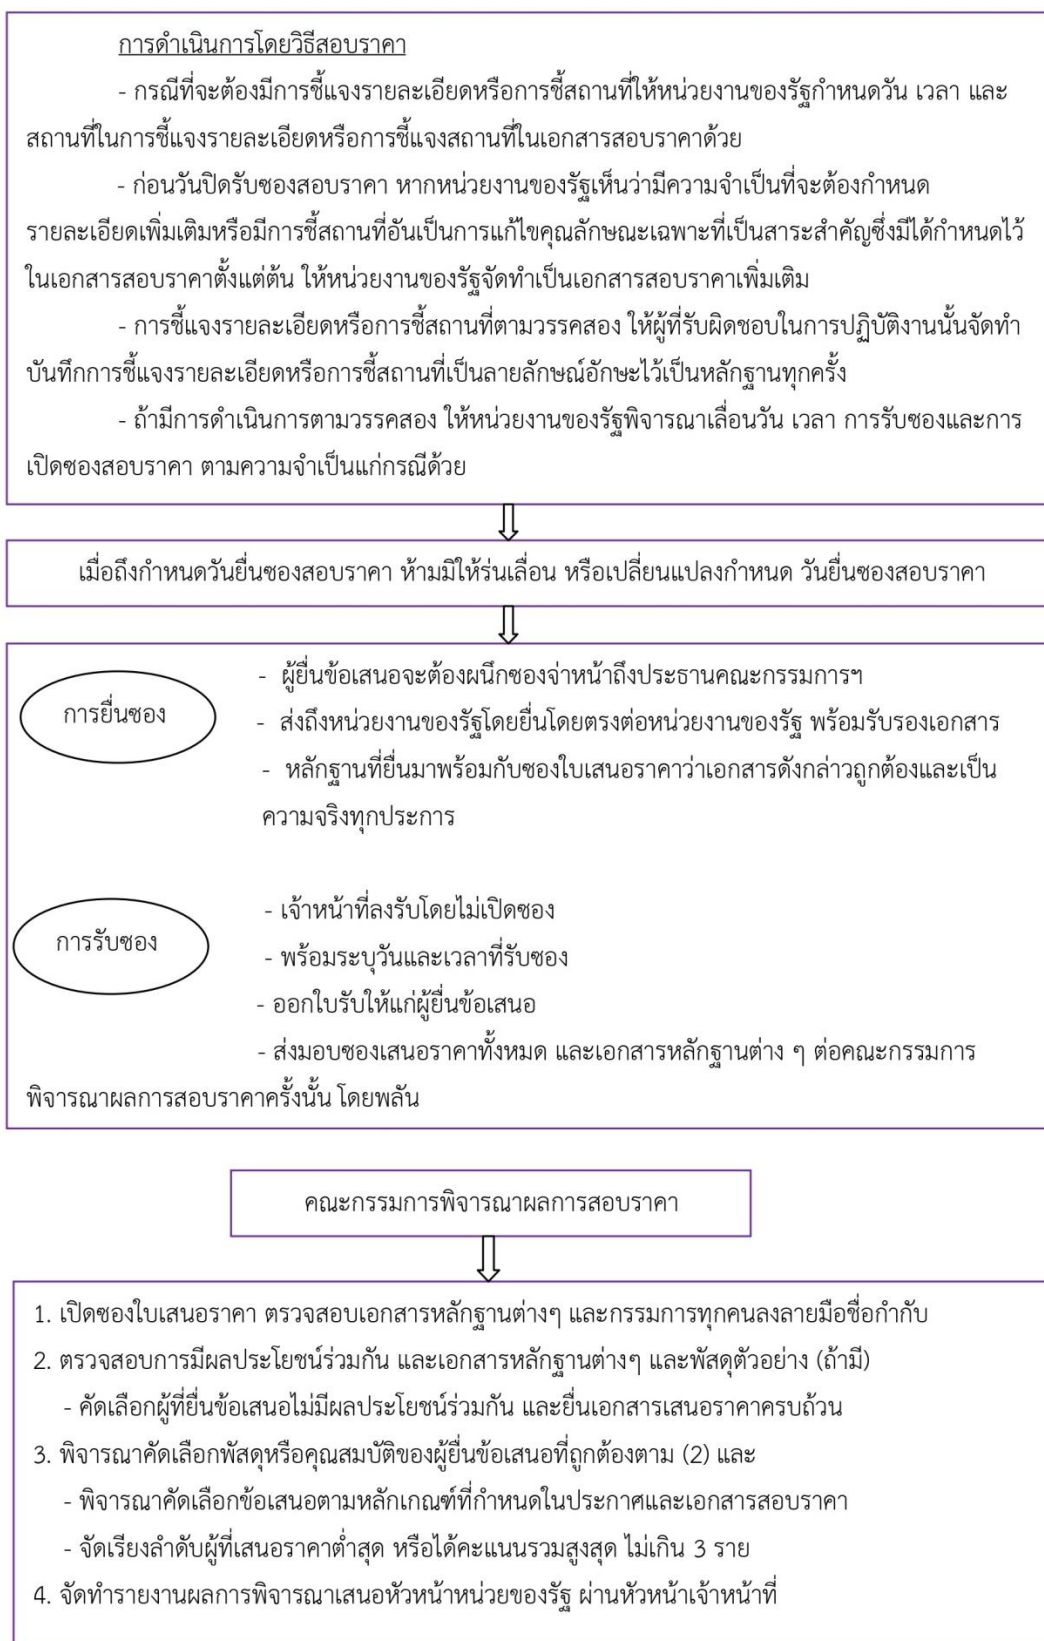 การดำเนินการโดยวิธีสอบราคา
- กรณีที่จะต้องมีการชี้แจงรายละเอียดหรือการชี้สถานที่ให้หน่วยงานของรัฐกำหนดวัน เวลา และ
สถานที่ในการชี้แจงรายละเอียดหรือการชี้แจงสถานที่ในเอกสารสอบราคาด้วย
- ก่อนวันปิดรับซองสอบราคา หากหน่วยงานของรัฐเห็นว่ามีความจำเป็นที่จะต้องกำหนด
รายละเอียดเพิ่มเติมหรือมีการชี้สถานที่อันเป็นการแก้ไขคุณลักษณะเฉพาะที่เป็นสาระสำคัญซึ่งมิได้กำหนดไว้
ในเอกสารสอบราคาตั้งแต่ต้น ให้หน่วยงานของรัฐจัดทำเป็นเอกสารสอบราคาเพิ่มเติม
- การชี้แจงรายละเอียดหรือการชี้สถานที่ตามวรรคสอง ให้ผู้ที่รับผิดชอบในการปฏิบัติงานนั้นจัดทำ
บันทึกการชี้แจงรายละเอียดหรือการชี้สถานที่เป็นลายลักษณ์อักษะไว้เป็นหลักฐานทุกครั้ง
- ถ้ามีการดำเนินการตามวรรคสอง ให้หน่วยงานของรัฐพิจารณาเลื่อนวัน เวลา การรับซองและการ
เปิดซองสอบราคา ตามความจำเป็นแก่กรณีด้วย
เมื่อถึงกำหนดวันยื่นซองสอบราคา ห้ามมิให้ร่นเลื่อน หรือเปลี่ยนแปลงกำหนด วันยื่นซองสอบราคา
การยื่นซอง
- ผู้ยื่นข้อเสนอจะต้องผนึกซองจ่าหน้าถึงประธานคณะกรรมการฯ
- ส่งถึงหน่วยงานของรัฐโดยยื่นโดยตรงต่อหน่วยงานของรัฐ พร้อมรับรองเอกสาร
- หลักฐานที่ยื่นมาพร้อมกับซองใบเสนอราคาว่าเอกสารดังกล่าวถูกต้องและเป็น
ความจริงทุกประการ
การรับซอง
- เจ้าหน้าที่ลงรับโดยไม่เปิดซอง
- พร้อมระบุวันและเวลาที่รับซอง
- ออกใบรับให้แก่ผู้ยื่นข้อเสนอ
- ส่งมอบซองเสนอราคาทั้งหมด และเอกสารหลักฐานต่าง ๆ ต่อคณะกรรมการ
พิจารณาผลการสอบราคาครั้งนั้น โดยพลัน
คณะกรรมการพิจารณาผลการสอบราคา
1. เปิดซองใบเสนอราคา ตรวจสอบเอกสารหลักฐานต่างๆ และกรรมการทุกคนลงลายมือชื่อกำกับ
2. ตรวจสอบการมีผลประโยชน์ร่วมกัน และเอกสารหลักฐานต่างๆ และพัสดุตัวอย่าง (ถ้ามี)
- คัดเลือกผู้ที่ยื่นข้อเสนอไม่มีผลประโยชน์ร่วมกัน และยื่นเอกสารเสนอราคาครบถ้วน
3. พิจารณาคัดเลือกพัสดุหรือคุณสมบัติของผู้ยื่นข้อเสนอที่ถูกต้องตาม (2) และ
- พิจารณาคัดเลือกข้อเสนอตามหลักเกณฑ์ที่กำหนดในประกาศและเอกสารสอบราคา
- จัดเรียงลำดับผู้ที่เสนอราคาต่ำสุด หรือได้คะแนนรวมสูงสุด ไม่เกิน 3 ราย
4. จัดทำรายงานผลการพิจารณาเสนอหัวหน้าหน่วยของรัฐ ผ่านหัวหน้าเจ้าหน้าที่